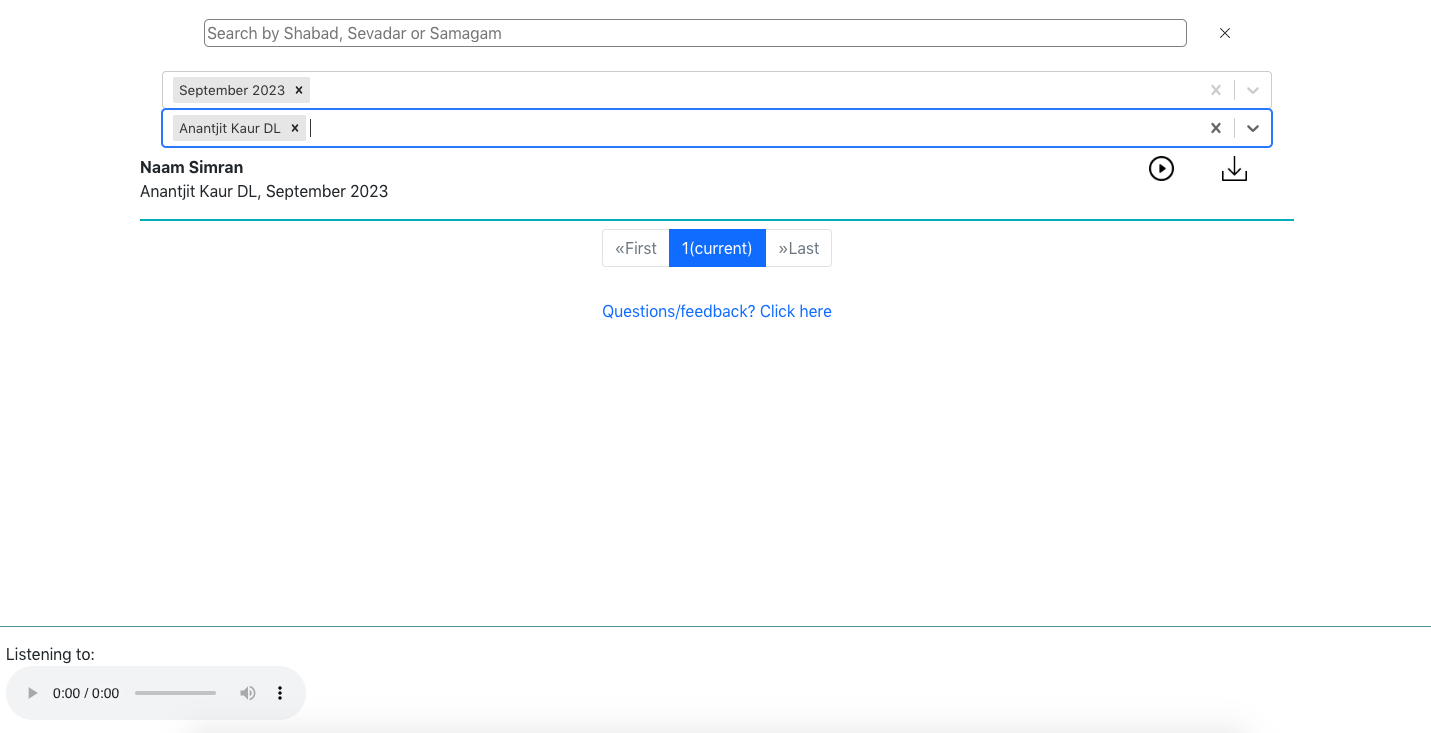 Search by Shabad, Sevadar or Samagam
September 2023
Anantjit Kaur DL
Naam Simran
Anantjit Kaur DL, September 2023
«First 1(current) »Last
Questions/feedback? Click here
Listening to:
0:00 / 0:00